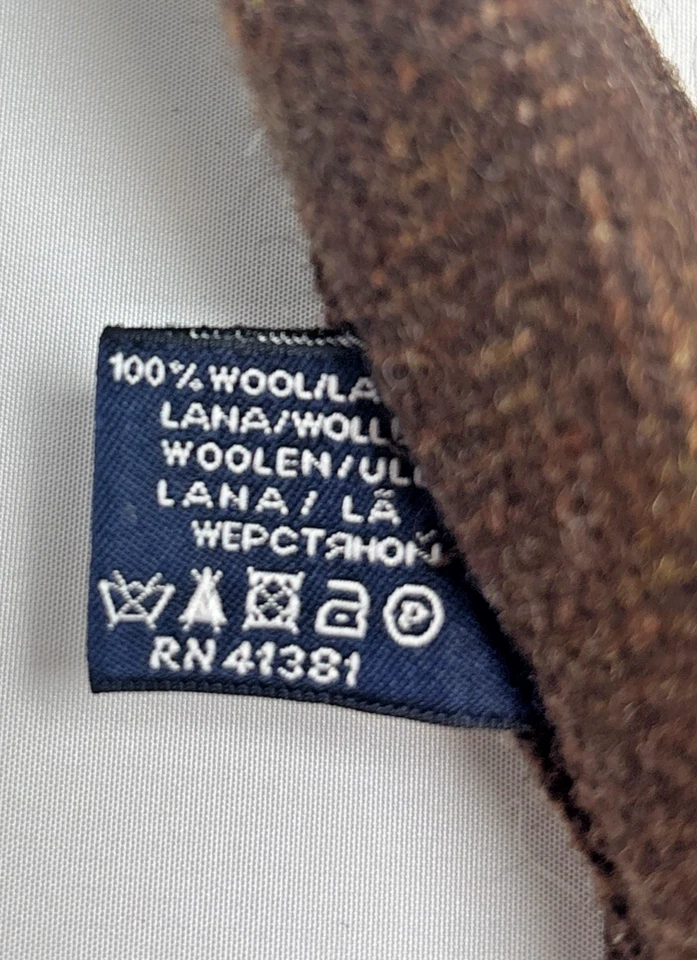 100% WOOL/LA
LANA/WOLL
WOOLEN/UL
LANA/ LÃ
ШЕРСТЯНОЙ
P
RN 41381